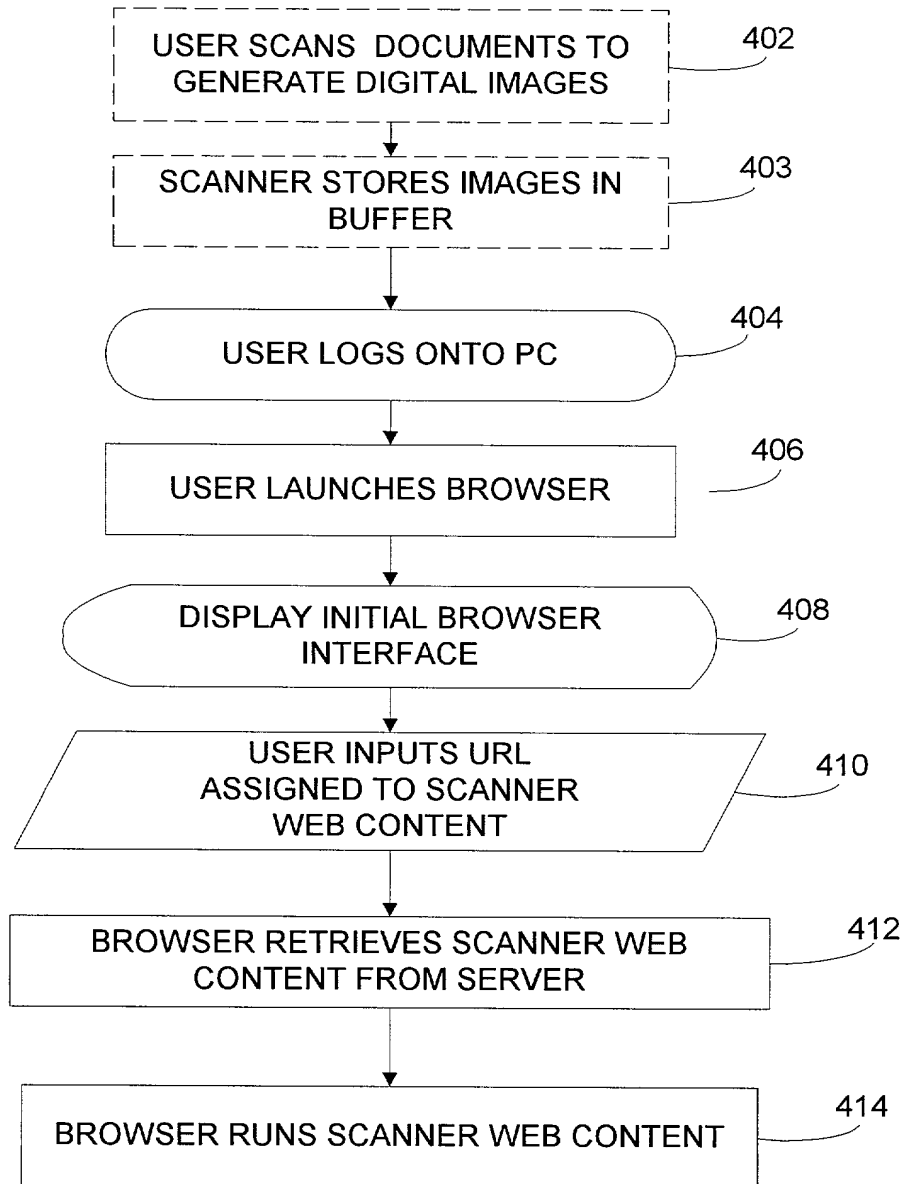 USER SCANS DOCUMENTS TO
GENERATE DIGITAL IMAGES
402
SCANNER STORES IMAGES IN
BUFFER
403
USER LOGS ONTO PC
404
USER LAUNCHES BROWSER
406
DISPLAY INITIAL BROWSER
INTERFACE
408
USER INPUTS URL
ASSIGNED TO SCANNER
WEB CONTENT
410
BROWSER RETRIEVES SCANNER WEB
CONTENT FROM SERVER
412
BROWSER RUNS SCANNER WEB CONTENT
414